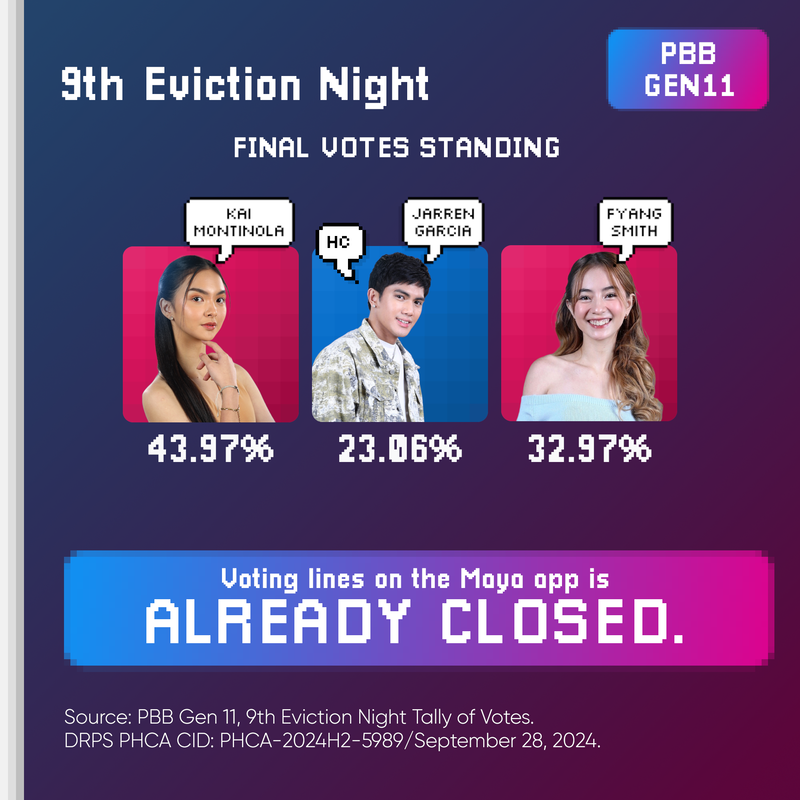 PBB
GEN11
9th Eviction Night
FINAL VOTES STANDING
KAI
MONTINOLA
HC
JARREN
GARCIA
FYANG
SMITH
43.97%
23.06%
32.97%
Voting lines on the Maya app is
ALREADY CLOSED.
Source: PBB Gen 11, 9th Eviction Night Tally of Votes.
DRPS PHCA CID: PHCA-2024H2-5989/September 28, 2024.